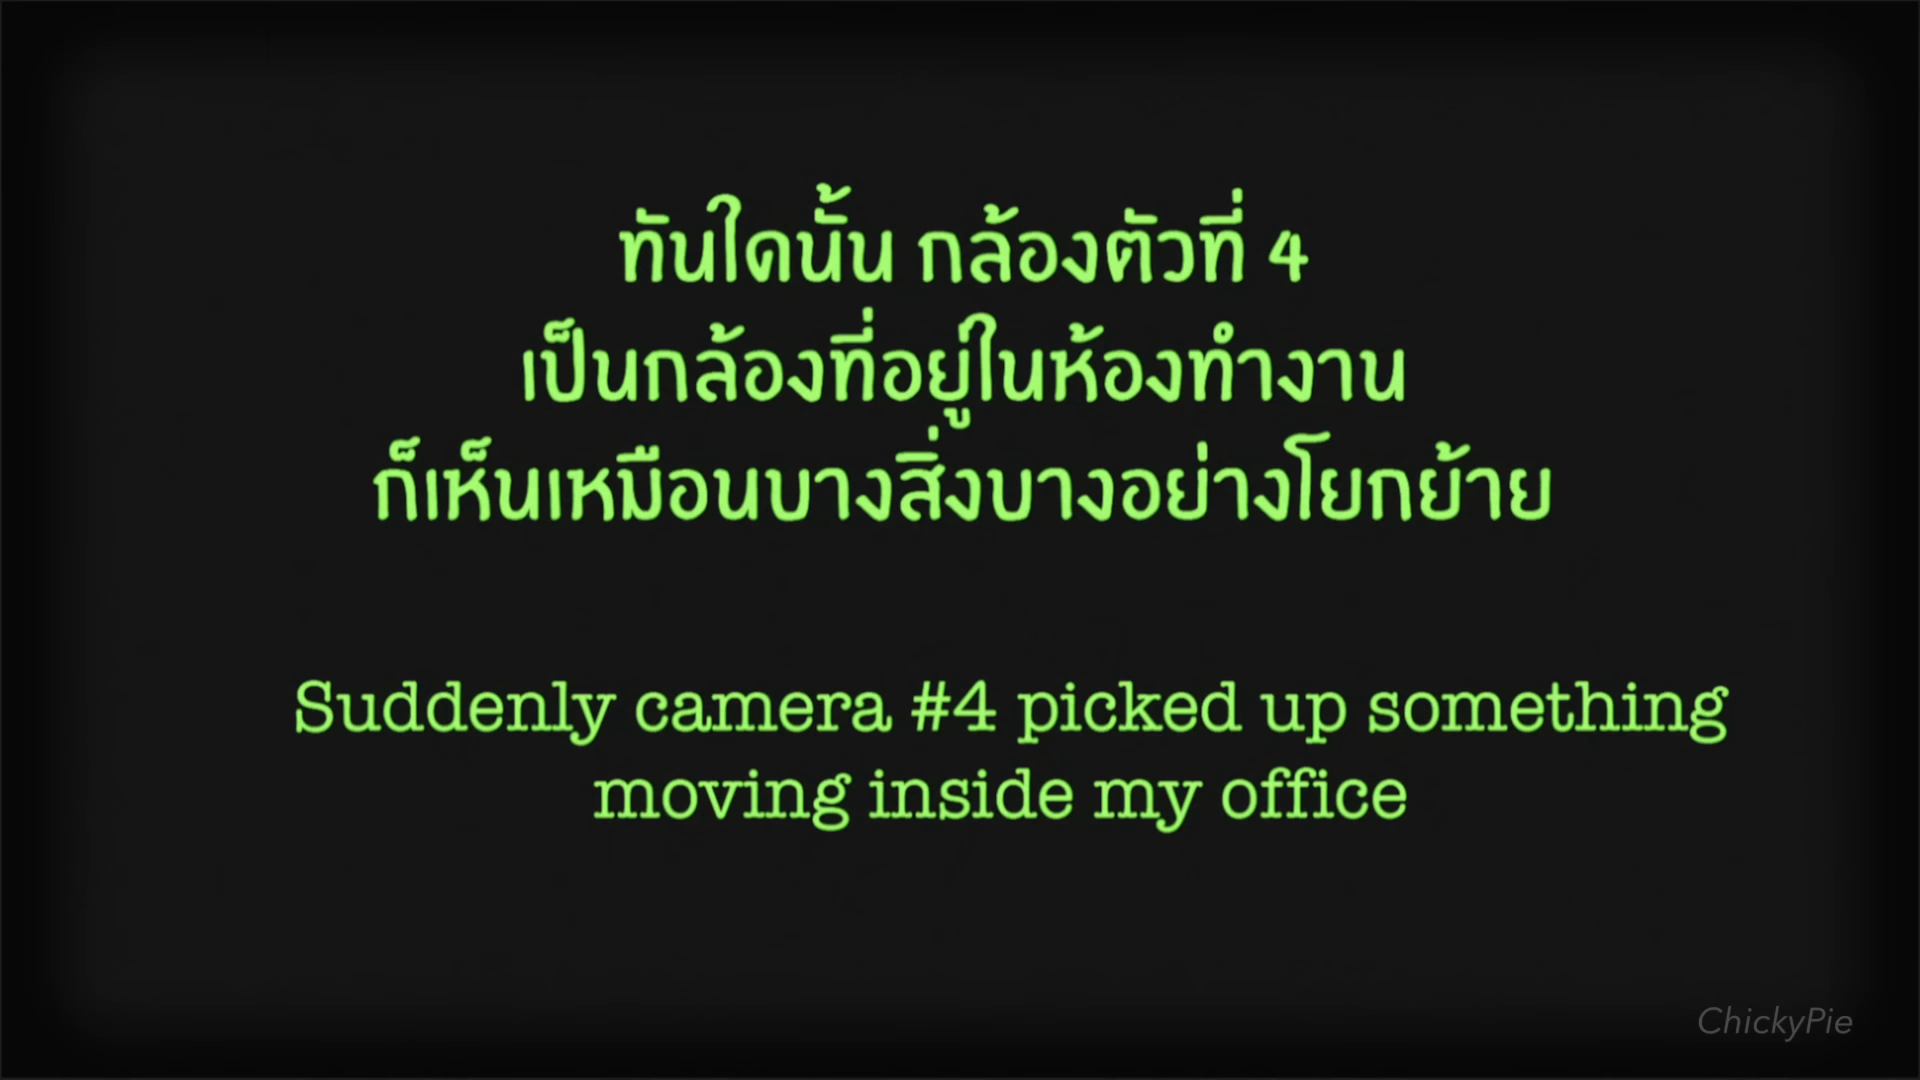 ทันใดนั้น กล้องตัวที่ 4
เป็นกล้องที่อยู่ในห้องทำงาน
ก็เห็นเหมือนบางสิ่งบางอย่างโยกย้าย
Suddenly camera #4 picked up something
moving inside my office
ChickyPie